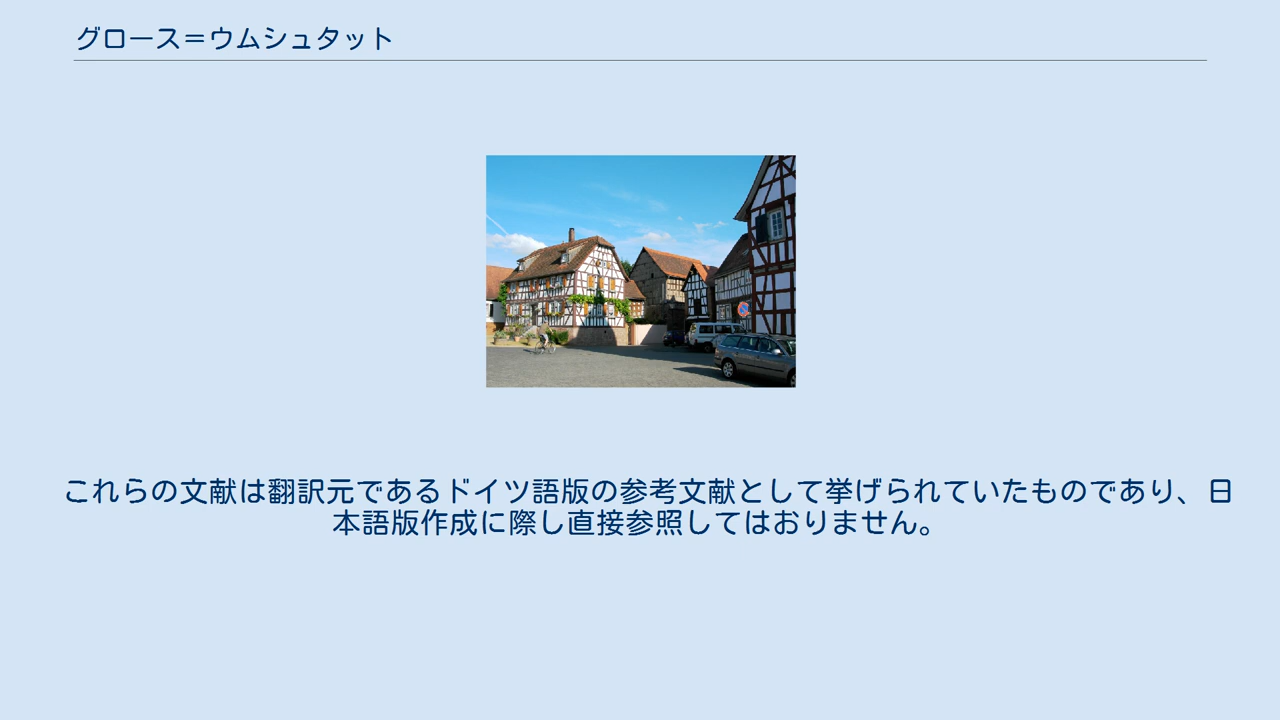 グロース＝ウムシュタット
これらの文献は翻訳元であるドイツ語版の参考文献として挙げられていたものであり、日
本語版作成に際し直接参照してはおりません。